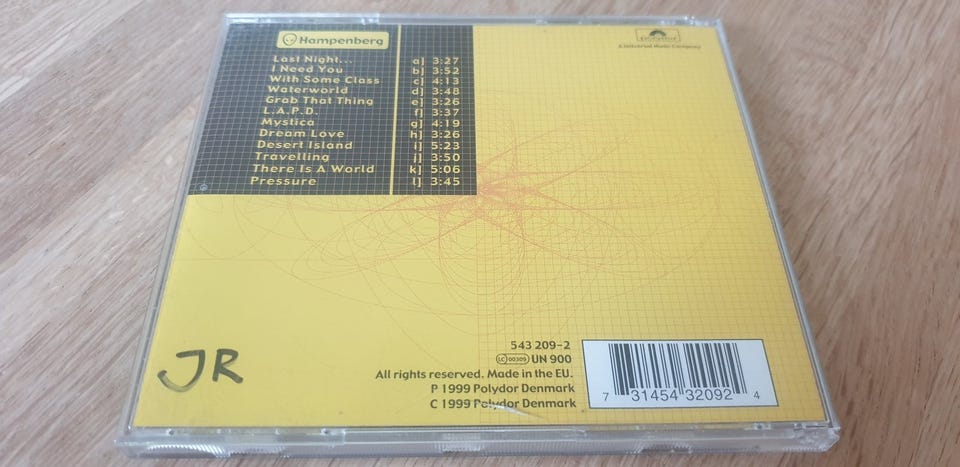 Hampenberg
Last Night... a] 3:27
I Need You b] 3:52
With Some Class c] 4:13
Waterworld d] 3:48
Grab That Thing e] 3:26
L.A.P.D. f] 3:37
Mystica g] 4:19
Dream Love h] 3:26
Desert Island i] 5:23
Travelling j] 3:50
There Is A World k] 5:06
Pressure l] 3:45
polydor
A Universal Music Company
JR
543 209-2
LC 00309 UN 900
All rights reserved. Made in the EU.
P 1999 Polydor Denmark
C 1999 Polydor Denmark
7 31454 32092 4